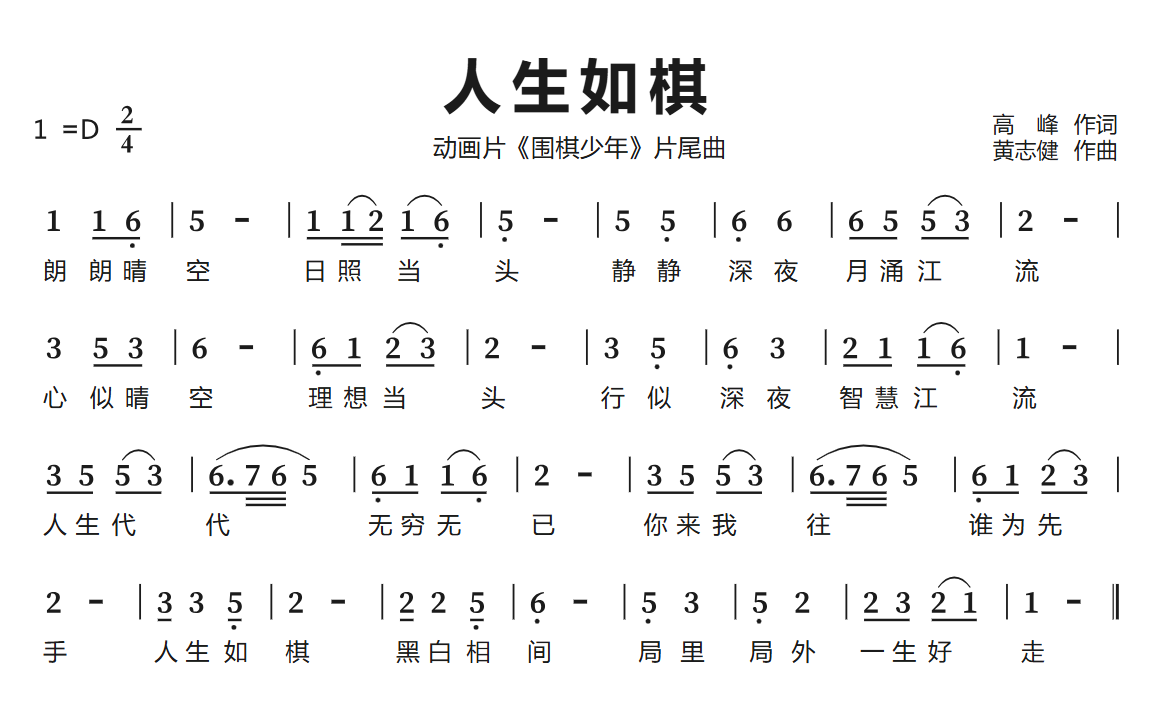 人生如棋
1 =D 2/4
动画片《围棋少年》片尾曲
高 峰 作词
黄志健 作曲
1 1 6 | 5 - | 1 1 2 1 6 | 5 - | 5 5 | 6 6 | 6 5 5 3 | 2 - |
朗 朗 晴 空 日 照 当 头 静 静 深 夜 月 涌 江 流
3 5 3 | 6 - | 6 1 2 3 | 2 - | 3 5 | 6 3 | 2 1 1 6 | 1 - |
心 似 晴 空 理 想 当 头 行 似 深 夜 智 慧 江 流
3 5 5 3 | 6. 7 6 5 | 6 1 1 6 | 2 - | 3 5 5 3 | 6. 7 6 5 | 6 1 2 3 |
人 生 代 代 无 穷 无 已 你 来 我 往 谁 为 先
2 - | 3 3 5 | 2 - | 2 2 5 | 6 - | 5 3 | 5 2 | 2 3 2 1 | 1 - ||
手 人 生 如 棋 黑 白 相 间 局 里 局 外 一 生 好 走